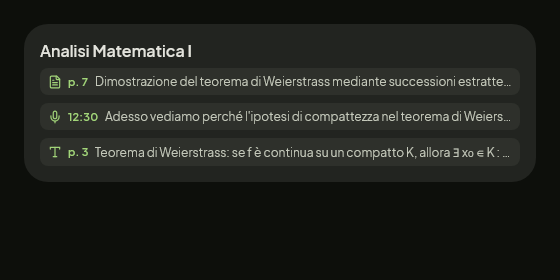 Analisi Matematica I
p. 7 Dimostrazione del teorema di Weierstrass mediante successioni estratte...
12:30 Adesso vediamo perché l'ipotesi di compattezza nel teorema di Weiers...
p. 3 Teorema di Weierstrass: se f è continua su un compatto K, allora ∃ x₀ ∈ K : ...